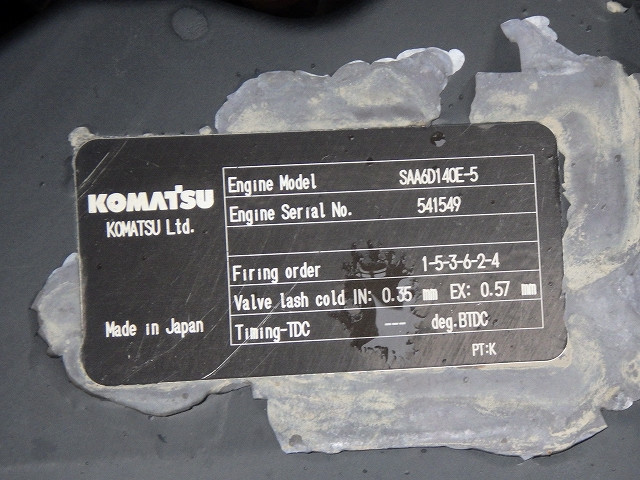 KOMATSU
KOMATSU Ltd.
Made in Japan
Engine Model SAA6D140E-5
Engine Serial No. 541549
Firing order 1-5-3-6-2-4
Valve lash cold IN: 0.35 mm EX: 0.57 mm
Timing-TDC --- deg.BTDC
PT:K